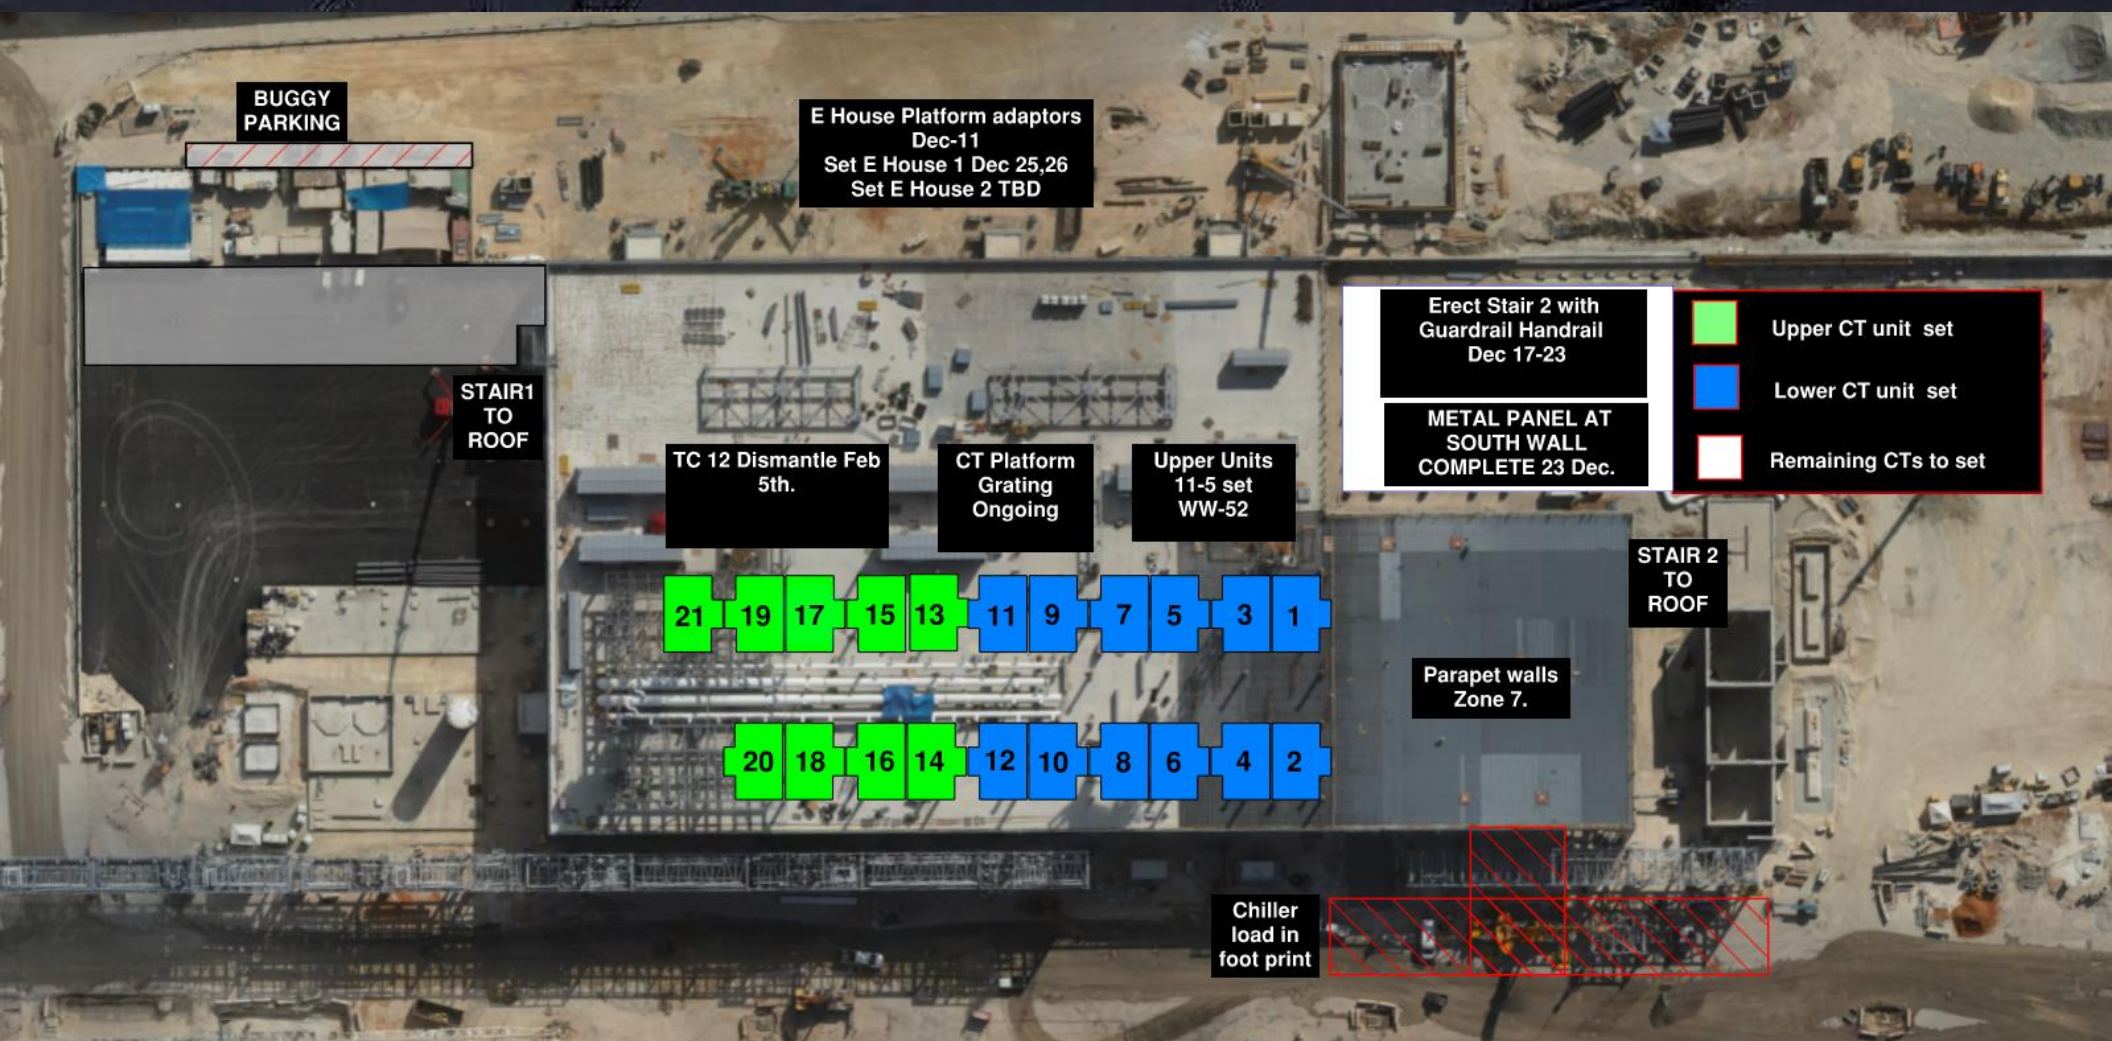 BUGGY
PARKING
E House Platform adaptors
Dec-11
Set E House 1 Dec 25,26
Set E House 2 TBD
Erect Stair 2 with
Guardrail Handrail
Dec 17-23
METAL PANEL AT
SOUTH WALL
COMPLETE 23 Dec.
Upper CT unit set
Lower CT unit set
Remaining CTs to set
STAIR1
TO
ROOF
TC 12 Dismantle Feb
5th.
CT Platform
Grating
Ongoing
Upper Units
11-5 set
WW-52
STAIR 2
TO
ROOF
21 19 17 15 13 11 9 7 5 3 1
Parapet walls
Zone 7.
20 18 16 14 12 10 8 6 4 2
Chiller
load in
foot print